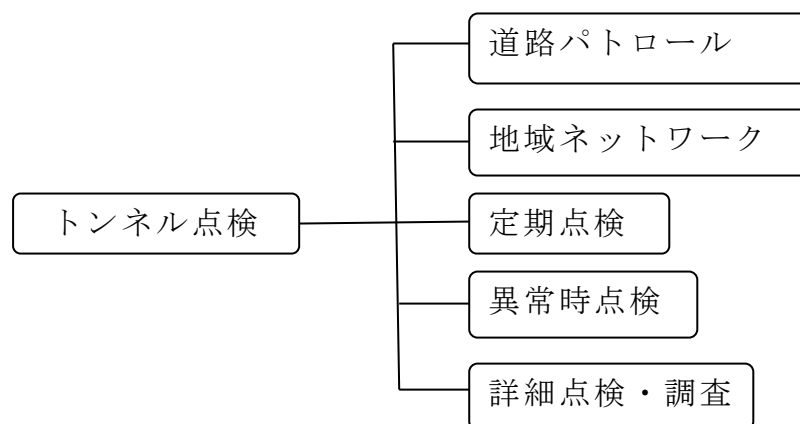 道路パトロール
地域ネットワーク
トンネル点検
定期点検
異常時点検
詳細点検・調査